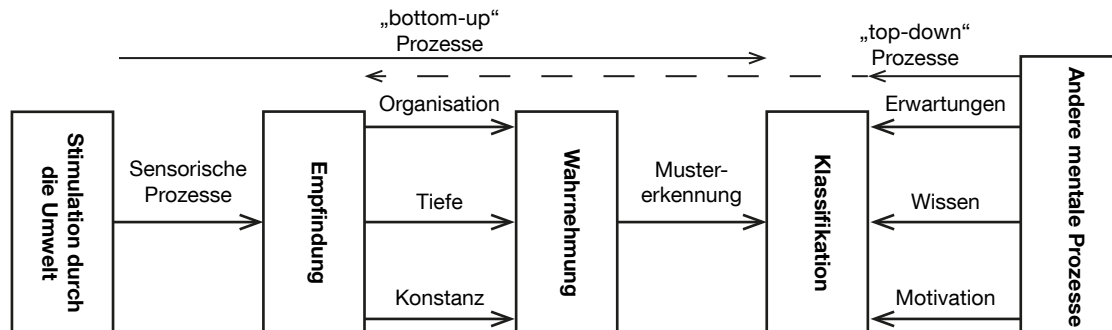 „bottom-up“
Prozesse
„top-down“
Prozesse
Stimulation durch
die Umwelt
Sensorische
Prozesse
Empfindung
Organisation
Tiefe
Konstanz
Wahrnehmung
Muster-
erkennung
Klassifikation
Erwartungen
Wissen
Motivation
Andere mentale Prozesse